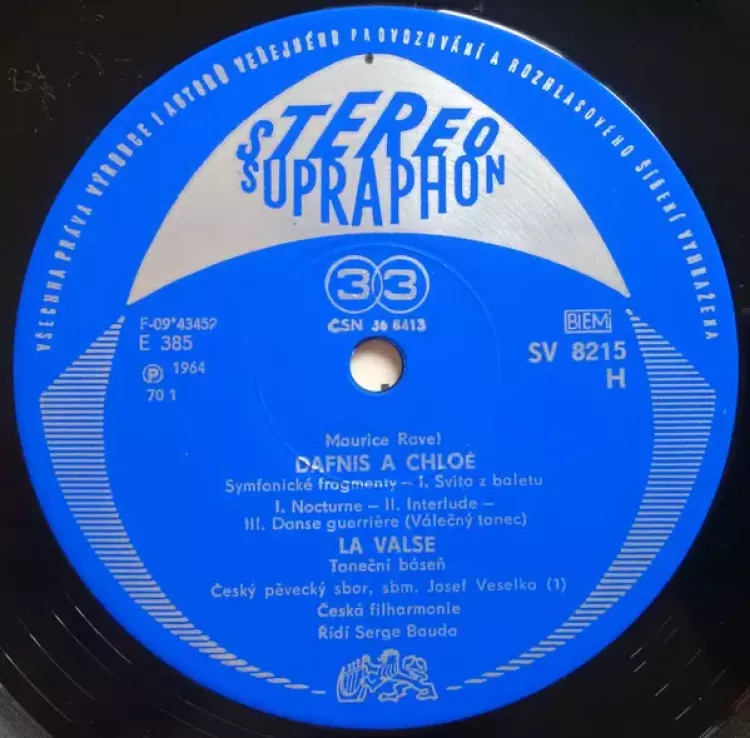 VŠECHNA PRÁVA VÝROBCE I AUTORŮ VEŘEJNÉHO PROVOZOVÁNÍ A ROZHLASOVÉHO ŠÍŘENÍ VYHRAŽENA
STEREO
SUPRAPHON
33
ČSN 36 8413
F-09*43452
E 385
Ⓟ 1964
70 1
BIEM
SV 8215
H
Maurice Ravel
DAFNIS A CHLOÉ
Symfonické fragmenty – I. Svita z baletu
I. Nocturne – II. Interlude –
III. Danse guerrière (Válečný tanec)
LA VALSE
Taneční báseň
Český pěvecký sbor, sbm. Josef Veselka (1)
Česká filharmonie
Řídí Serge Baudo